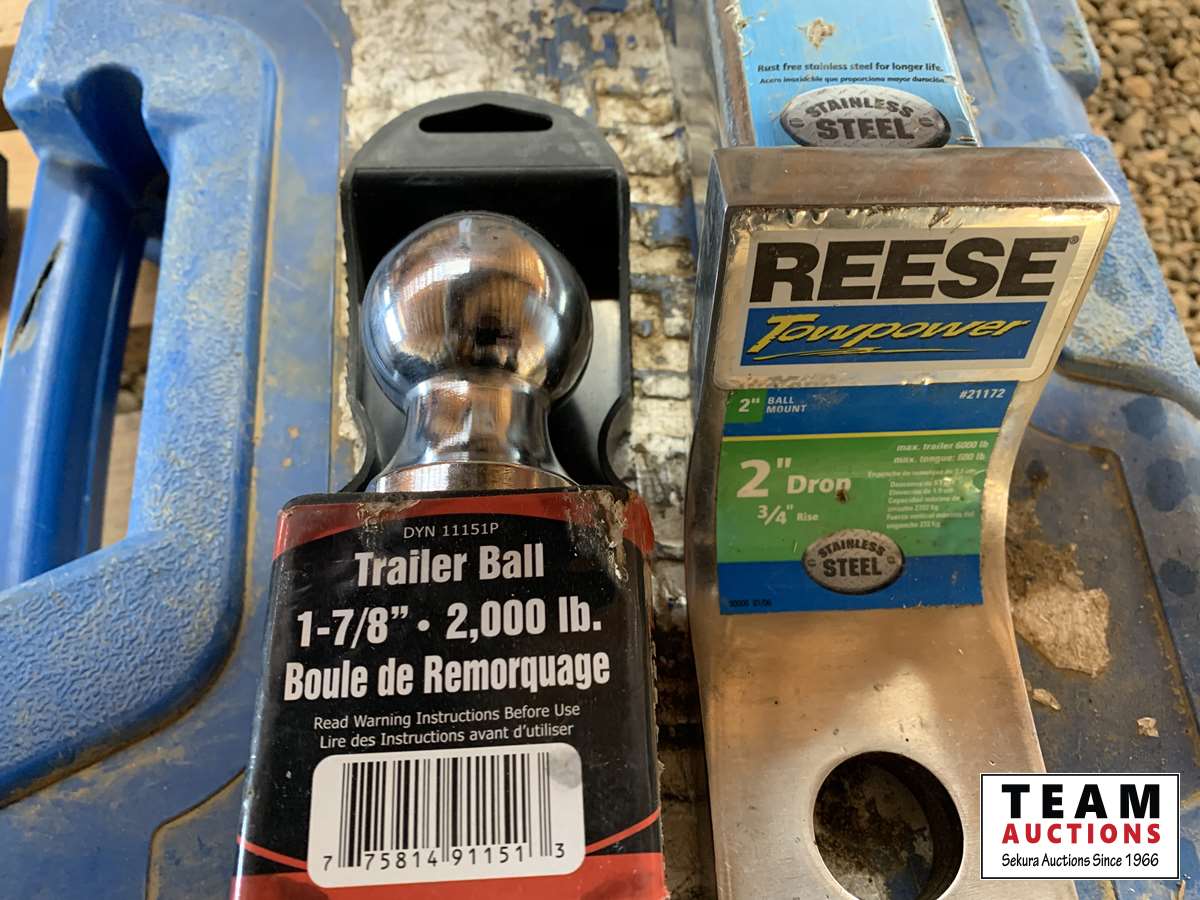 DYN 11151P
Trailer Ball
1-7/8” • 2,000 lb.
Boule de Remorquage
Read Warning Instructions Before Use
Lire des Instructions avant d’utiliser
7 75814 91151 3
Rust free stainless steel for longer life.
Acero inoxidable que proporciona mayor duración.
STAINLESS
STEEL
REESE®
Towpower
2" BALL
MOUNT
#21172
max. trailer 6000 lb
max. tongue: 500 lb.
2" Drop
3/4" Rise
STAINLESS
STEEL
TEAM
AUCTIONS
Sekura Auctions Since 1966